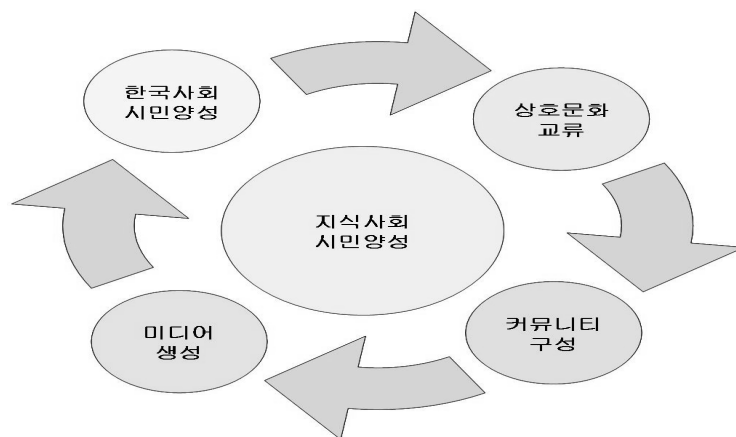 한국사회
시민양성
상호문화
교류
지식사회
시민양성
미디어
생성
커뮤니티
구성